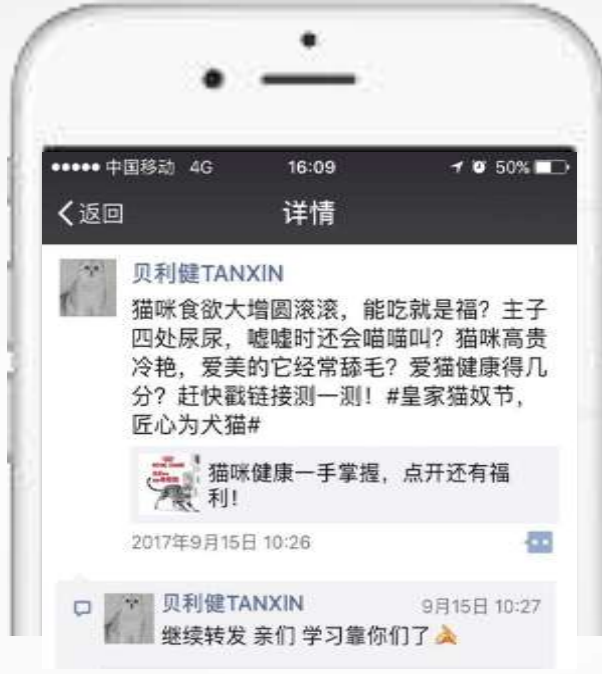 中国移动 4G 16:09 50%
返回 详情
贝利健TANXIN
猫咪食欲大增圆滚滚，能吃就是福？主子
四处尿尿，嘘嘘时还会喵喵叫？猫咪高贵
冷艳，爱美的它经常舔毛？爱猫健康得几
分？赶快戳链接测一测！#皇家猫奴节，
匠心为犬猫#
猫咪健康一手掌握，点开还有福
利！
2017年9月15日 10:26
贝利健TANXIN 9月15日 10:27
继续转发 亲们 学习靠你们了